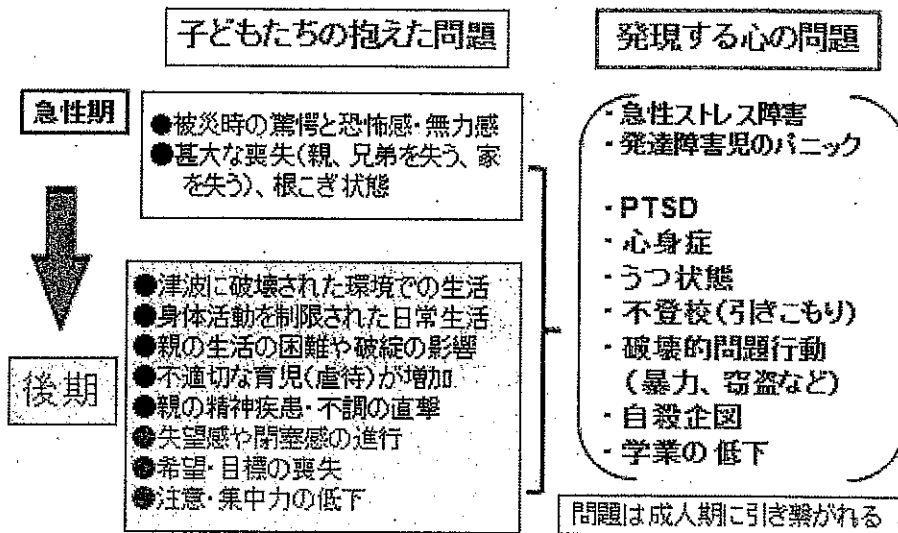 子どもたちの抱えた問題
発現する心の問題
急性期
●被災時の驚愕と恐怖感・無力感
●甚大な喪失(親、兄弟を失う、家
を失う)、根こぎ状態
後期
●津波に破壊された環境での生活
●身体活動を制限された日常生活
●親の生活の困難や破綻の影響
●不適切な育児(虐待)が増加
●親の精神疾患・不調の直撃
●失望感や閉塞感の進行
●希望・目標の喪失
●注意・集中力の低下
・急性ストレス障害
・発達障害児のパニック
・PTSD
・心身症
・うつ状態
・不登校(引きこもり)
・破壊的問題行動
(暴力、窃盗など)
・自殺企図
・学業の低下
問題は成人期に引き繋がれる